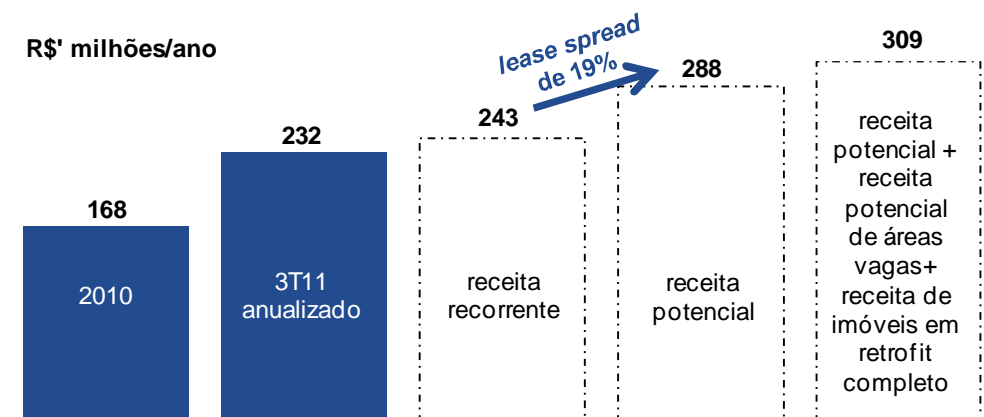 R$' milhões/ano
168
2010
232
3T11
anualizado
243
receita
recorrente
lease spread
de 19%
288
receita
potencial
309
receita
potencial +
receita
potencial
de áreas
vagas+
receita de
imóveis em
retrofit
completo